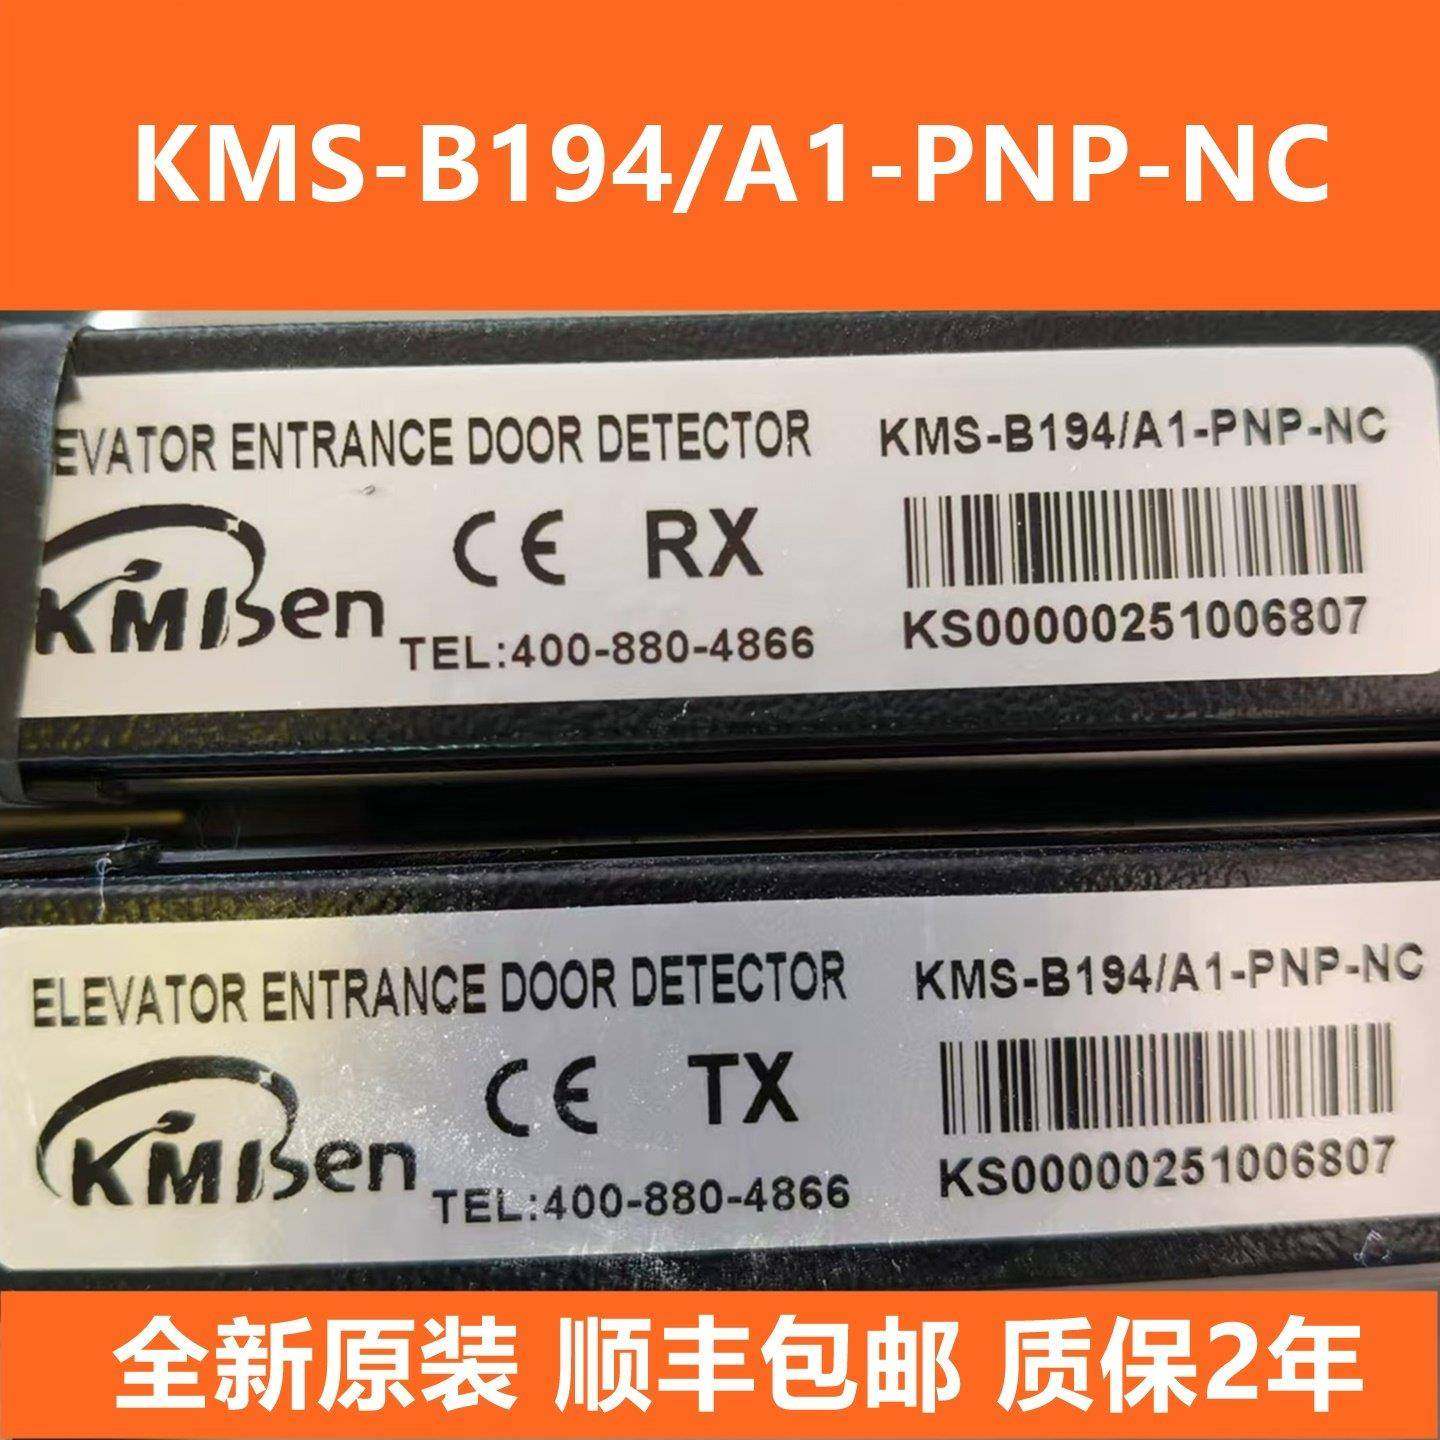 KMS-B194/A1-PNP-NC
EVATOR ENTRANCE DOOR DETECTOR KMS-B194/A1-PNP-NC
CE RX
KMISen
TEL:400-880-4866
KS00000251006807
ELEVATOR ENTRANCE DOOR DETECTOR KMS-B194/A1-PNP-NC
CE TX
KMISen
TEL:400-880-4866
KS00000251006807
全新原装 顺丰包邮 质保2年